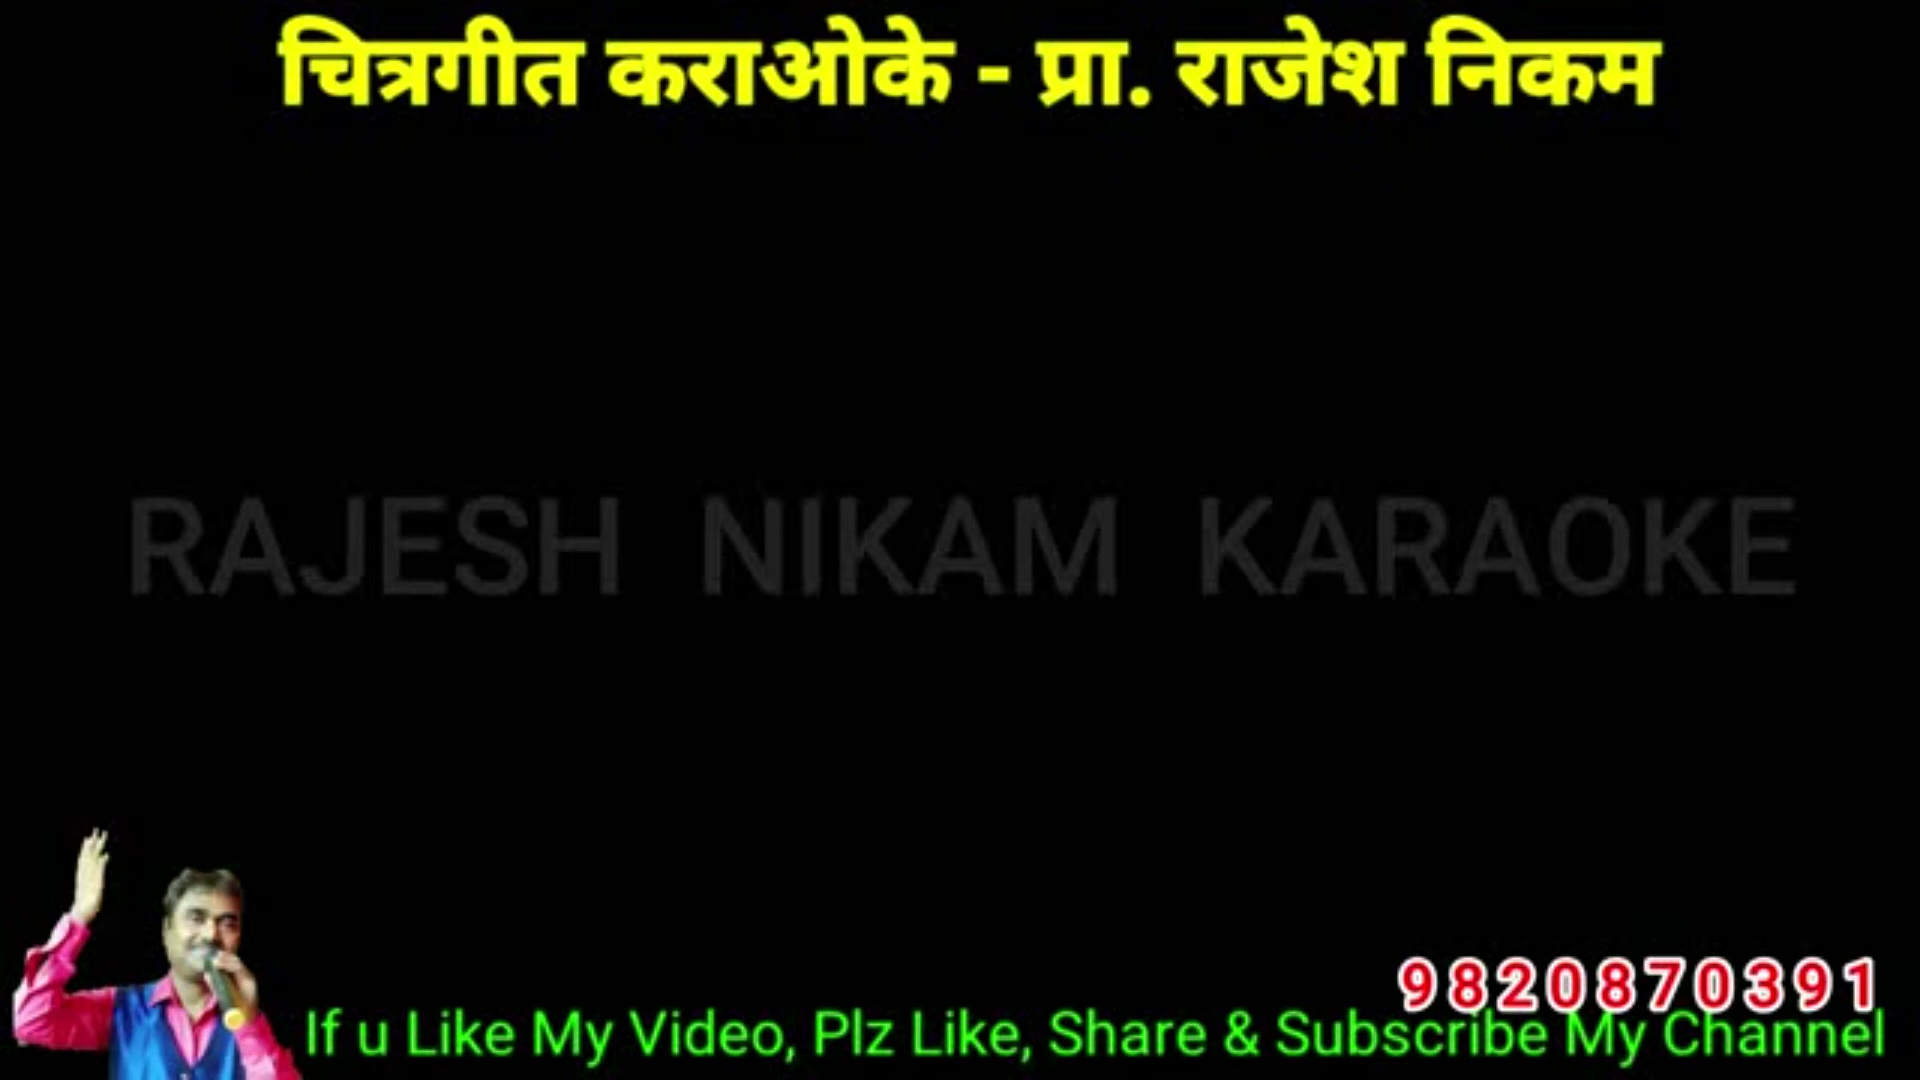 चित्रगीत कराओके - प्रा. राजेश निकम
RAJESH NIKAM KARAOKE
9820870391
If u Like My Video, Plz Like, Share & Subscribe My Channel